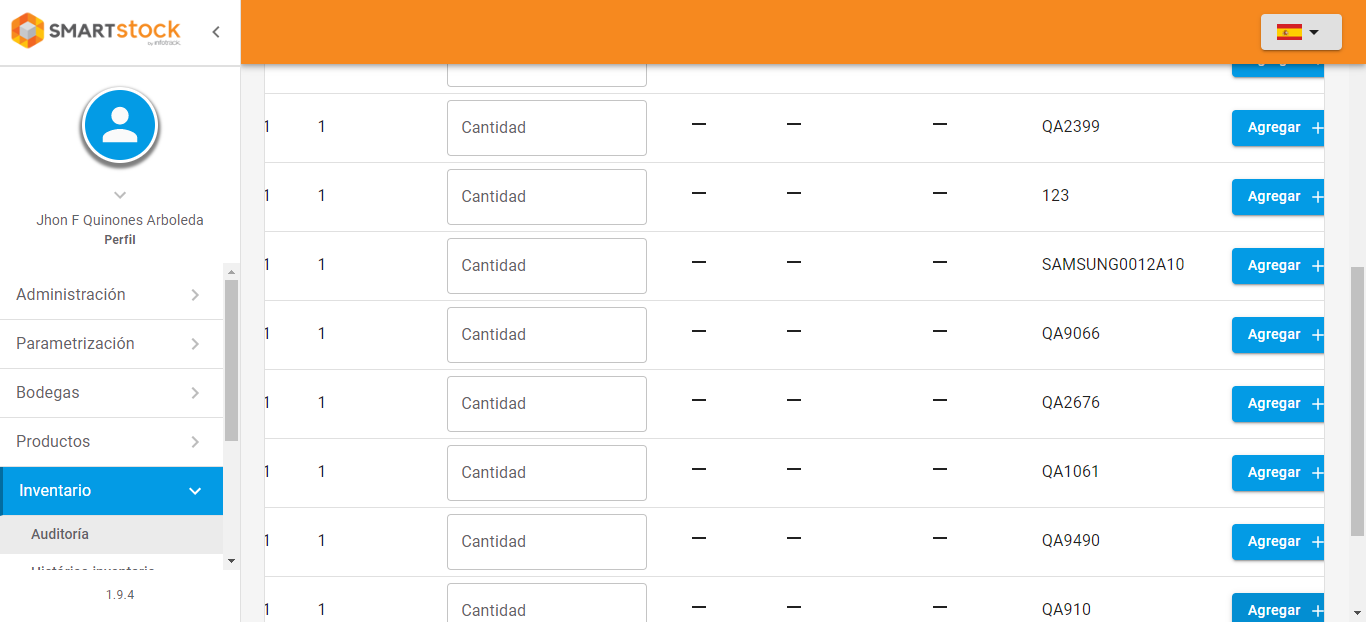 SMARTstock
by infotrack.
Jhon F Quinones Arboleda
Perfil
Administración
Parametrización
Bodegas
Productos
Inventario
Auditoría
Histórico inventario
1.9.4
1 1 Cantidad — — — QA2399 Agregar +
1 1 Cantidad — — — 123 Agregar +
1 1 Cantidad — — — SAMSUNG0012A10 Agregar +
1 1 Cantidad — — — QA9066 Agregar +
1 1 Cantidad — — — QA2676 Agregar +
1 1 Cantidad — — — QA1061 Agregar +
1 1 Cantidad — — — QA9490 Agregar +
1 1 Cantidad — — — QA910 Agregar +